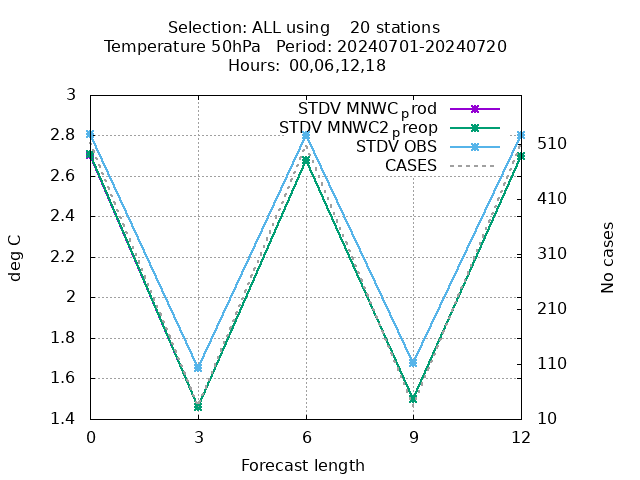 Selection: ALL using    20 stations
Temperature 50hPa   Period: 20240701-20240720
Hours: 00,06,12,18
3
2.8
2.6
2.4
2.2
2
1.8
1.6
1.4
deg C
STDV MNWCprod
STDV MNWC2preop
STDV OBS
CASES
510
410
310
210
110
10
No cases
0 3 6 9 12
Forecast length